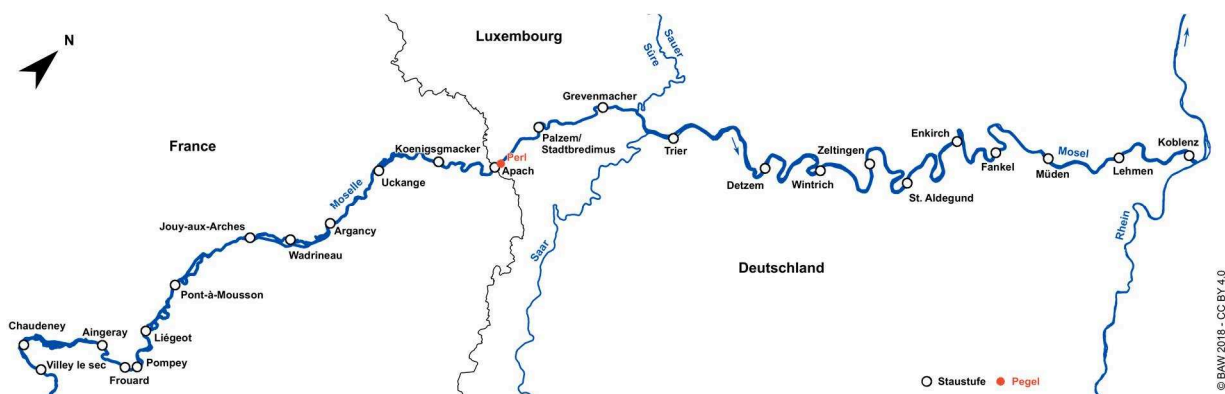 N
Luxembourg
Sauer
Sûre
Grevenmacher
France
Koenigsgmacker
Palzem/
Stadtbredimus
Perl
Apach
Trier
Enkirch
Zeltingen
Mosel
Koblenz
Uckange
Moselle
Detzem
Wintrich
Fankel
Müden
Lehmen
St. Aldegund
Jouy-aux-Arches
Argancy
Wadrineau
Saar
Rhein
Deutschland
Pont-à-Mousson
Chaudeney
Aingeray
Liégeot
Villey le sec
Pompey
Frouard
Staustufe
Pegel
© BAW 2018 - CC BY 4.0